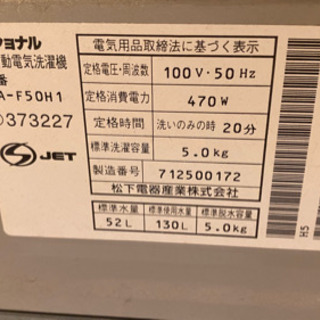 ショナル
動電気洗濯機
番
A-F50H1
373227
JET
電気用品取締法に基づく表示
定格電圧・周波数 100V・50Hz
定格消費電力 470W
定格時間 洗いのみの時 20分
標準洗濯容量 5.0kg
製造番号 712500172
松下電器産業株式会社
標準水量 標準使用水量 標準脱水容量
52L 130L 5.0kg
H5